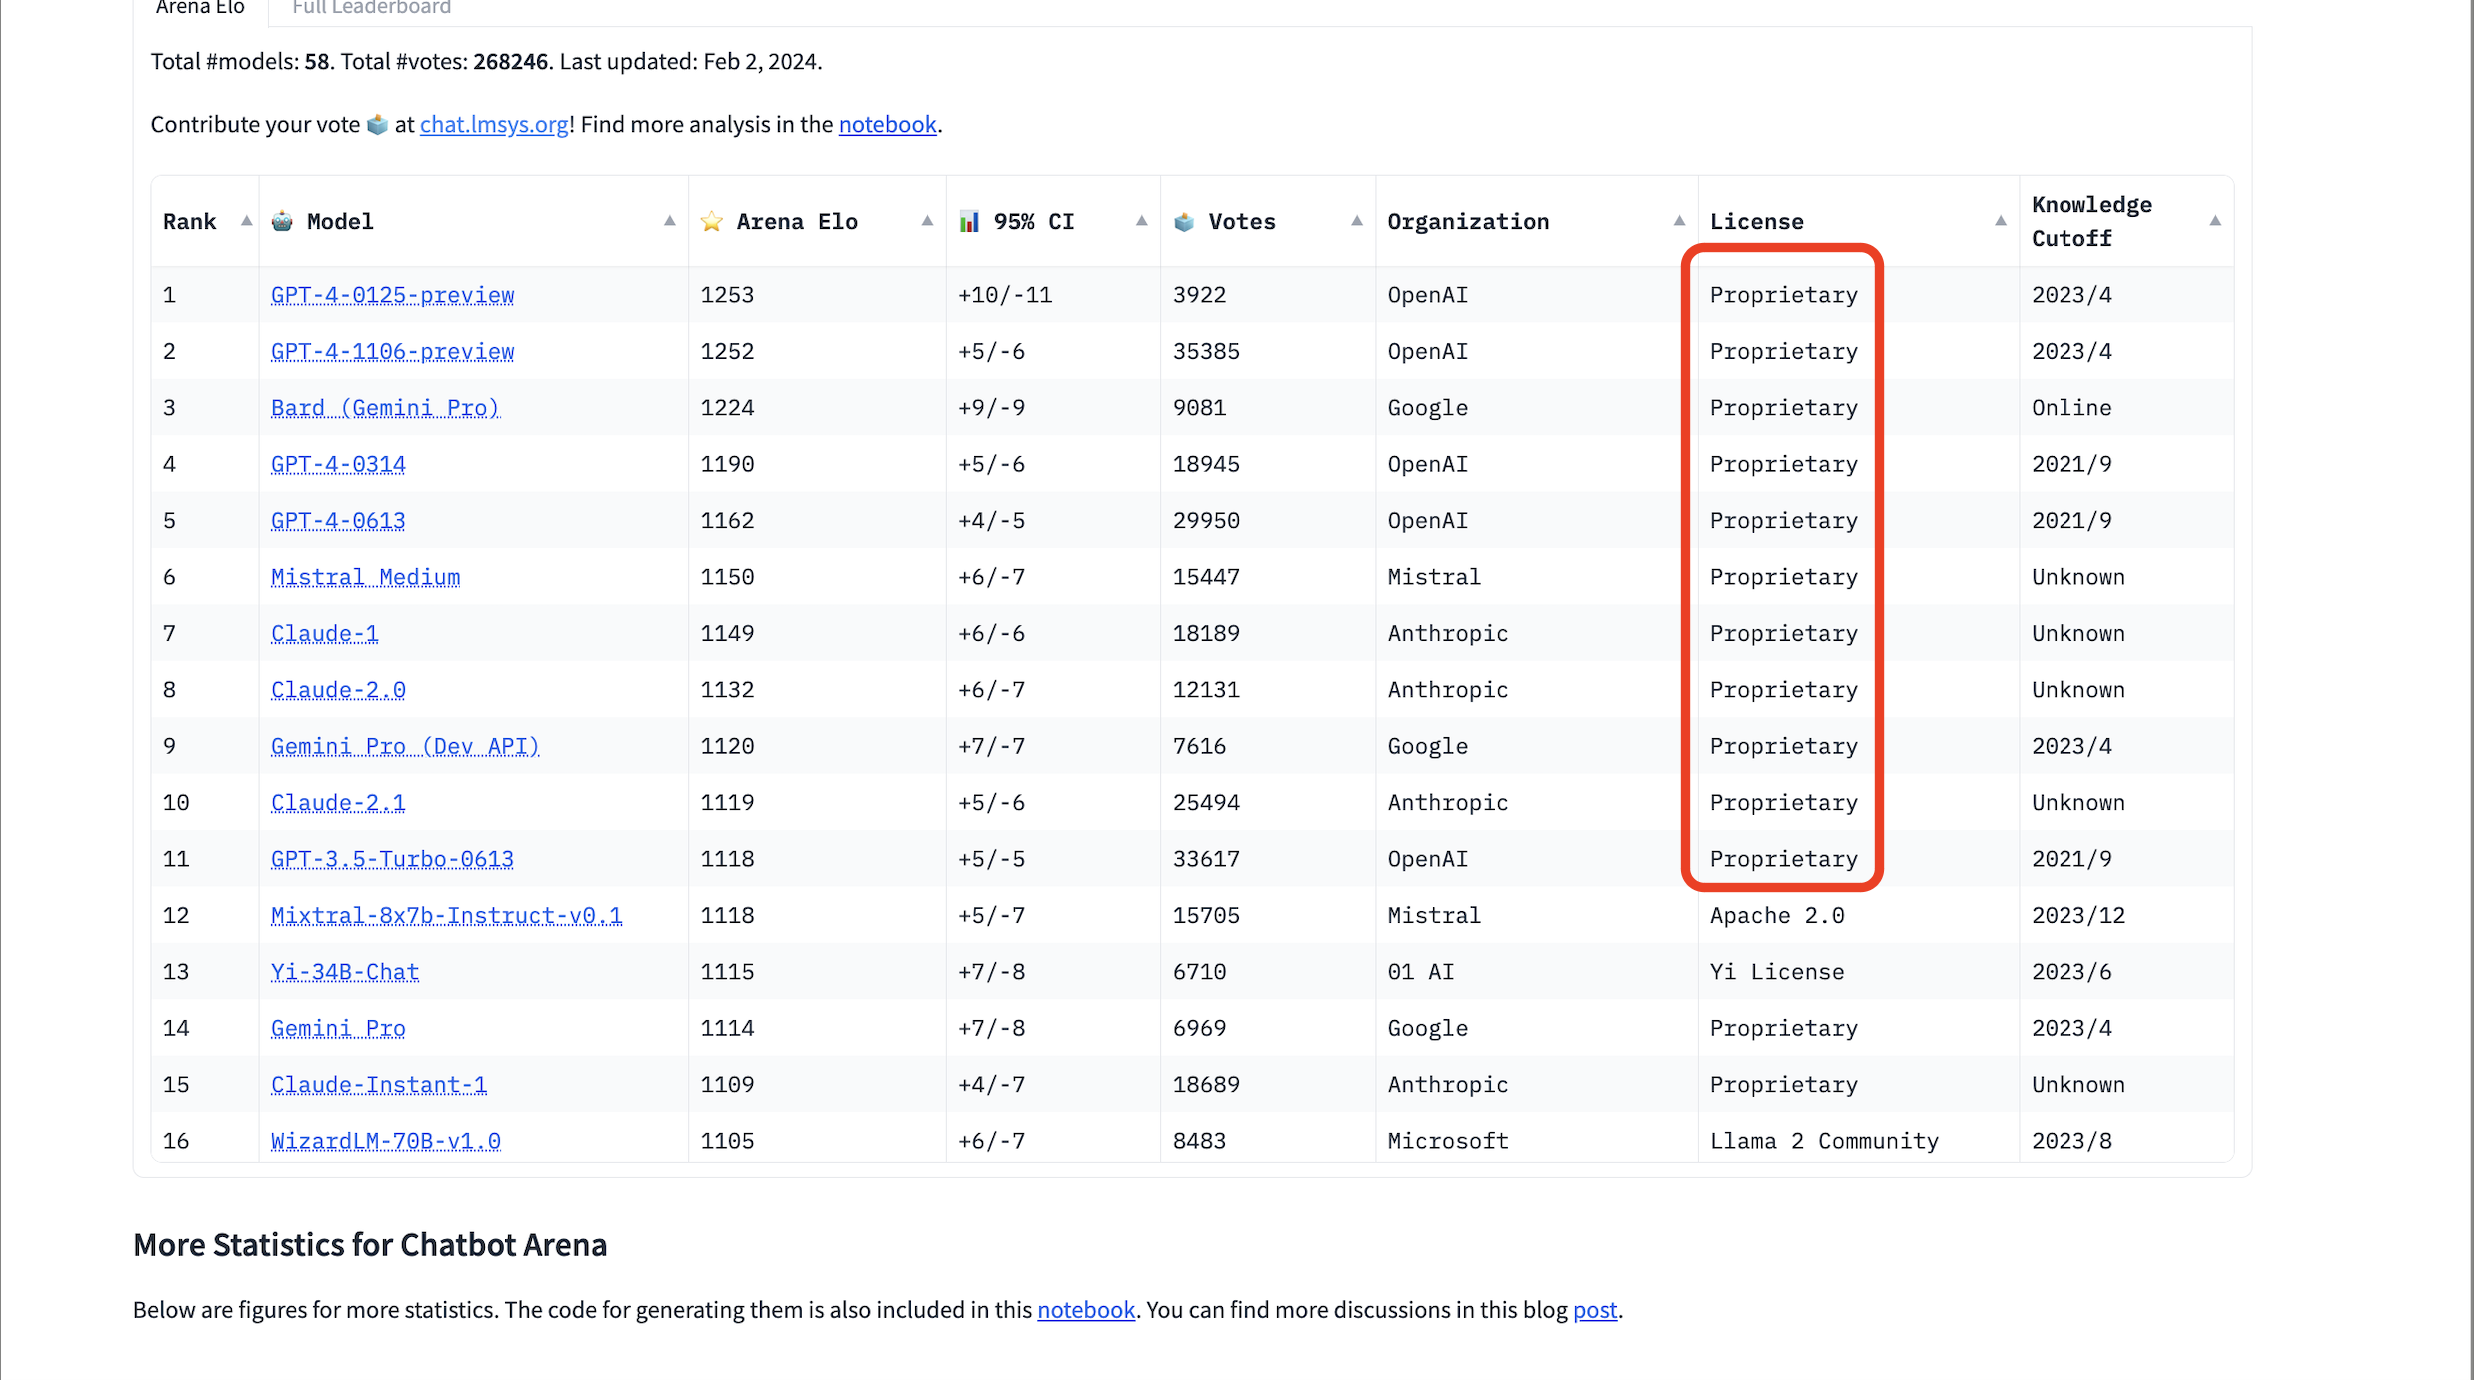 Arena Elo Full Leaderboard
Total #models: 58. Total #votes: 268246. Last updated: Feb 2, 2024.
Contribute your vote 🗳️ at chat.lmsys.org! Find more analysis in the notebook.
Rank ▲ 🤖 Model ▲ ⭐ Arena Elo ▲ 📊 95% CI ▲ 🗳️ Votes ▲ Organization ▲ License ▲ Knowledge Cutoff ▲
1 GPT-4-0125-preview 1253 +10/-11 3922 OpenAI Proprietary 2023/4
2 GPT-4-1106-preview 1252 +5/-6 35385 OpenAI Proprietary 2023/4
3 Bard (Gemini Pro) 1224 +9/-9 9081 Google Proprietary Online
4 GPT-4-0314 1190 +5/-6 18945 OpenAI Proprietary 2021/9
5 GPT-4-0613 1162 +4/-5 29950 OpenAI Proprietary 2021/9
6 Mistral Medium 1150 +6/-7 15447 Mistral Proprietary Unknown
7 Claude-1 1149 +6/-6 18189 Anthropic Proprietary Unknown
8 Claude-2.0 1132 +6/-7 12131 Anthropic Proprietary Unknown
9 Gemini Pro (Dev API) 1120 +7/-7 7616 Google Proprietary 2023/4
10 Claude-2.1 1119 +5/-6 25494 Anthropic Proprietary Unknown
11 GPT-3.5-Turbo-0613 1118 +5/-5 33617 OpenAI Proprietary 2021/9
12 Mixtral-8x7b-Instruct-v0.1 1118 +5/-7 15705 Mistral Apache 2.0 2023/12
13 Yi-34B-Chat 1115 +7/-8 6710 01 AI Yi License 2023/6
14 Gemini Pro 1114 +7/-8 6969 Google Proprietary 2023/4
15 Claude-Instant-1 1109 +4/-7 18689 Anthropic Proprietary Unknown
16 WizardLM-70B-v1.0 1105 +6/-7 8483 Microsoft Llama 2 Community 2023/8
More Statistics for Chatbot Arena
Below are figures for more statistics. The code for generating them is also included in this notebook. You can find more discussions in this blog post.